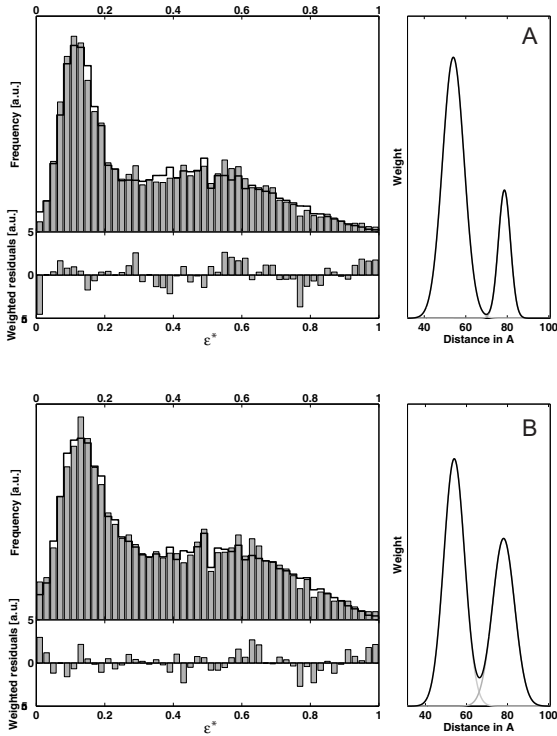 0 0.2 0.4 0.6 0.8 1
A
Frequency [a.u.]
Weight
5
0
Weighted residuals [a.u.]
0 0.2 0.4 0.6 0.8 1
ε*
40 60 80 100
Distance in A
0 0.2 0.4 0.6 0.8 1
B
Frequency [a.u.]
Weight
5
0
Weighted residuals [a.u.]
0 0.2 0.4 0.6 0.8 1
ε*
40 60 80 100
Distance in A